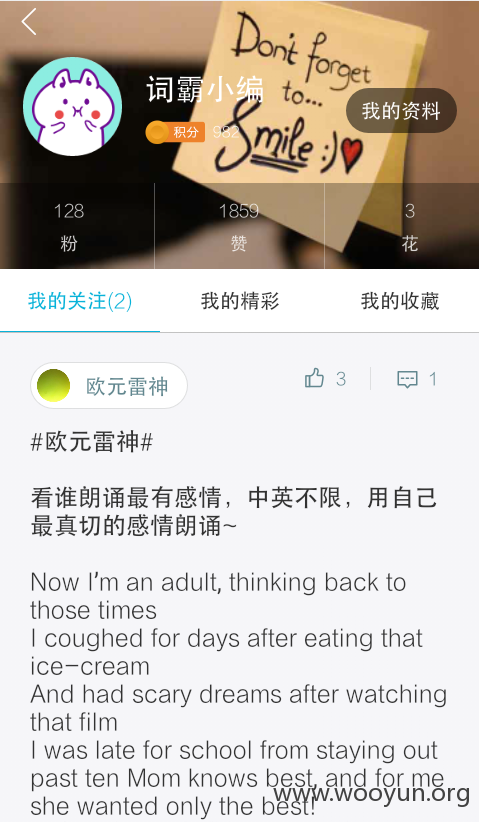 Don't forget
to...
Smile :)
词霸小编
我的资料
积分 982
128
粉
1859
赞
3
花
我的关注(2)
我的精彩
我的收藏
欧元雷神
3
1
#欧元雷神#
看谁朗诵最有感情，中英不限，用自己
最真切的感情朗诵~
Now I'm an adult, thinking back to
those times
I coughed for days after eating that
ice-cream
And had scary dreams after watching
that film
I was late for school from staying out
past ten Mom knows best, and for me
she wanted only the best!
www.wooyun.org